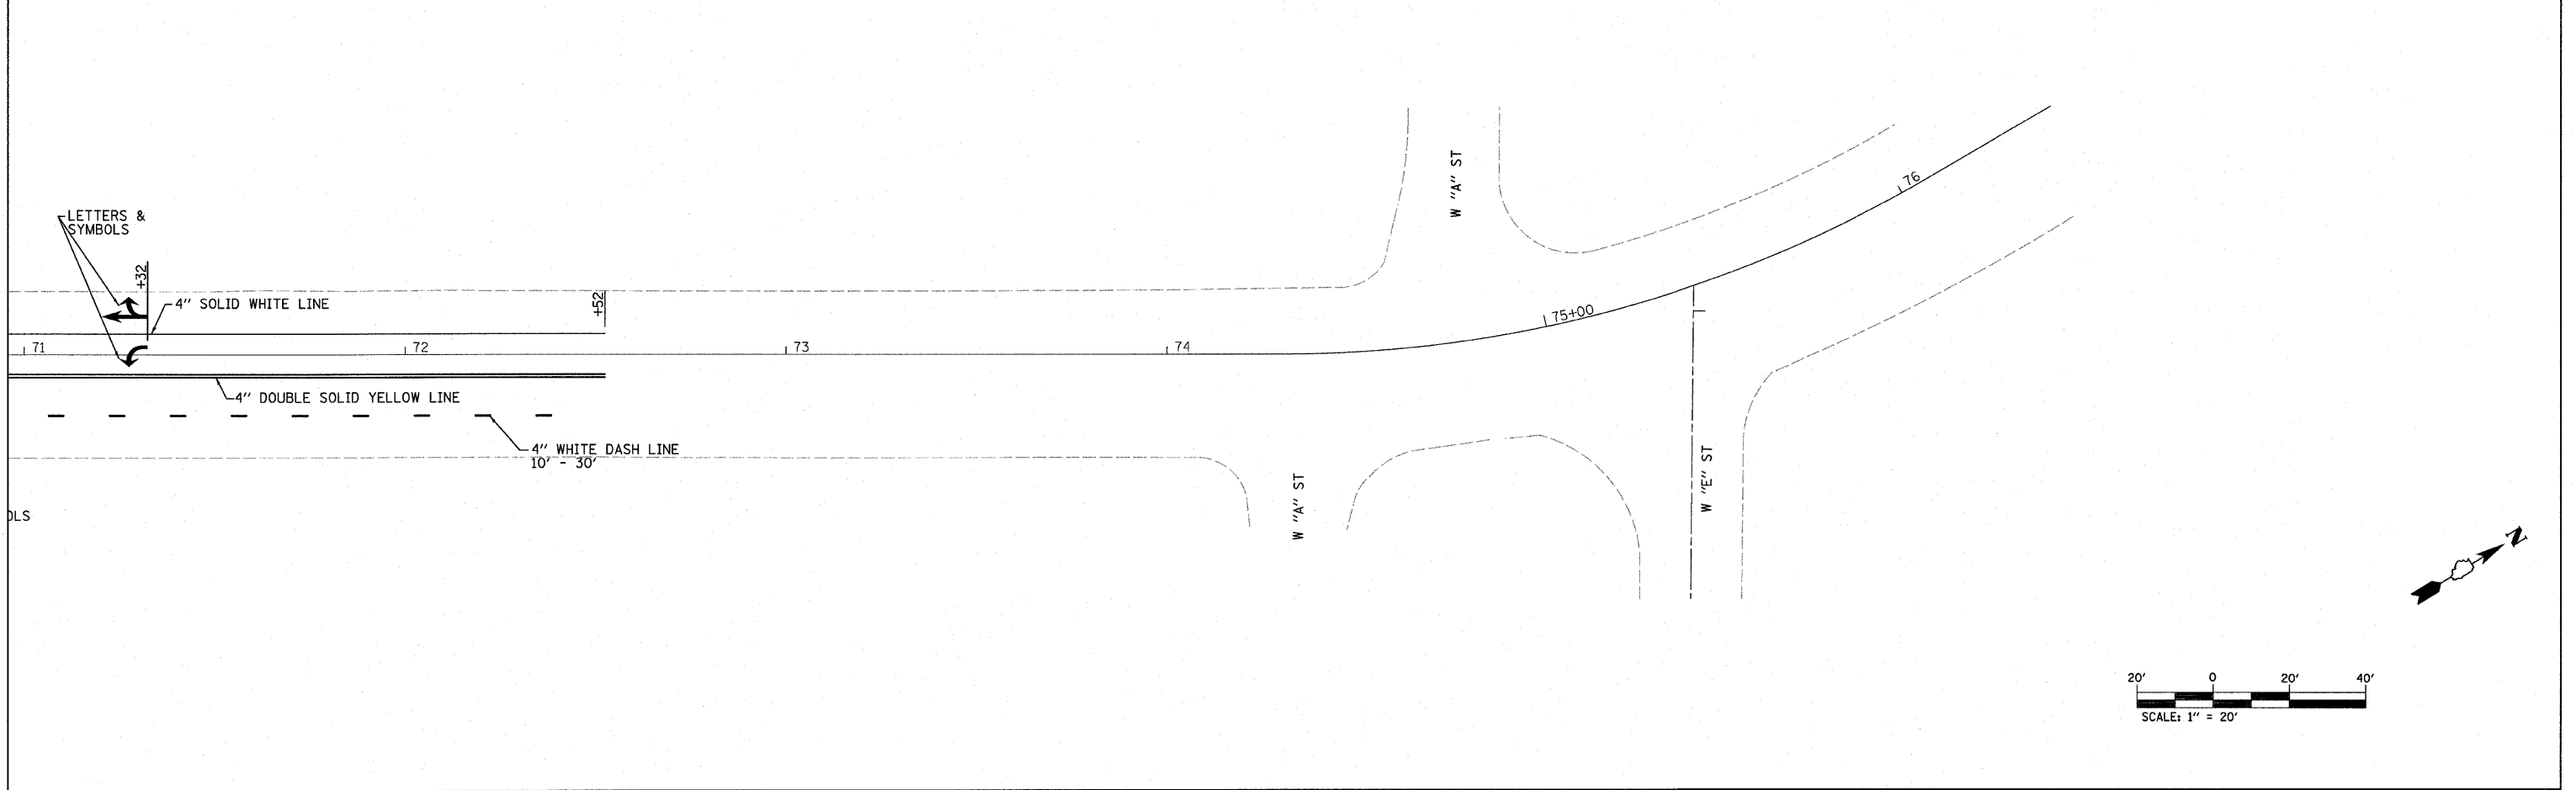 LETTERS &
SYMBOLS
+32
4" SOLID WHITE LINE
+52
71
72
73
74
75+00
76
W "A" ST
4" DOUBLE SOLID YELLOW LINE
4" WHITE DASH LINE
10' - 30'
OLS
W "A" ST
W "E" ST
N
20' 0 20' 40'
SCALE: 1" = 20'